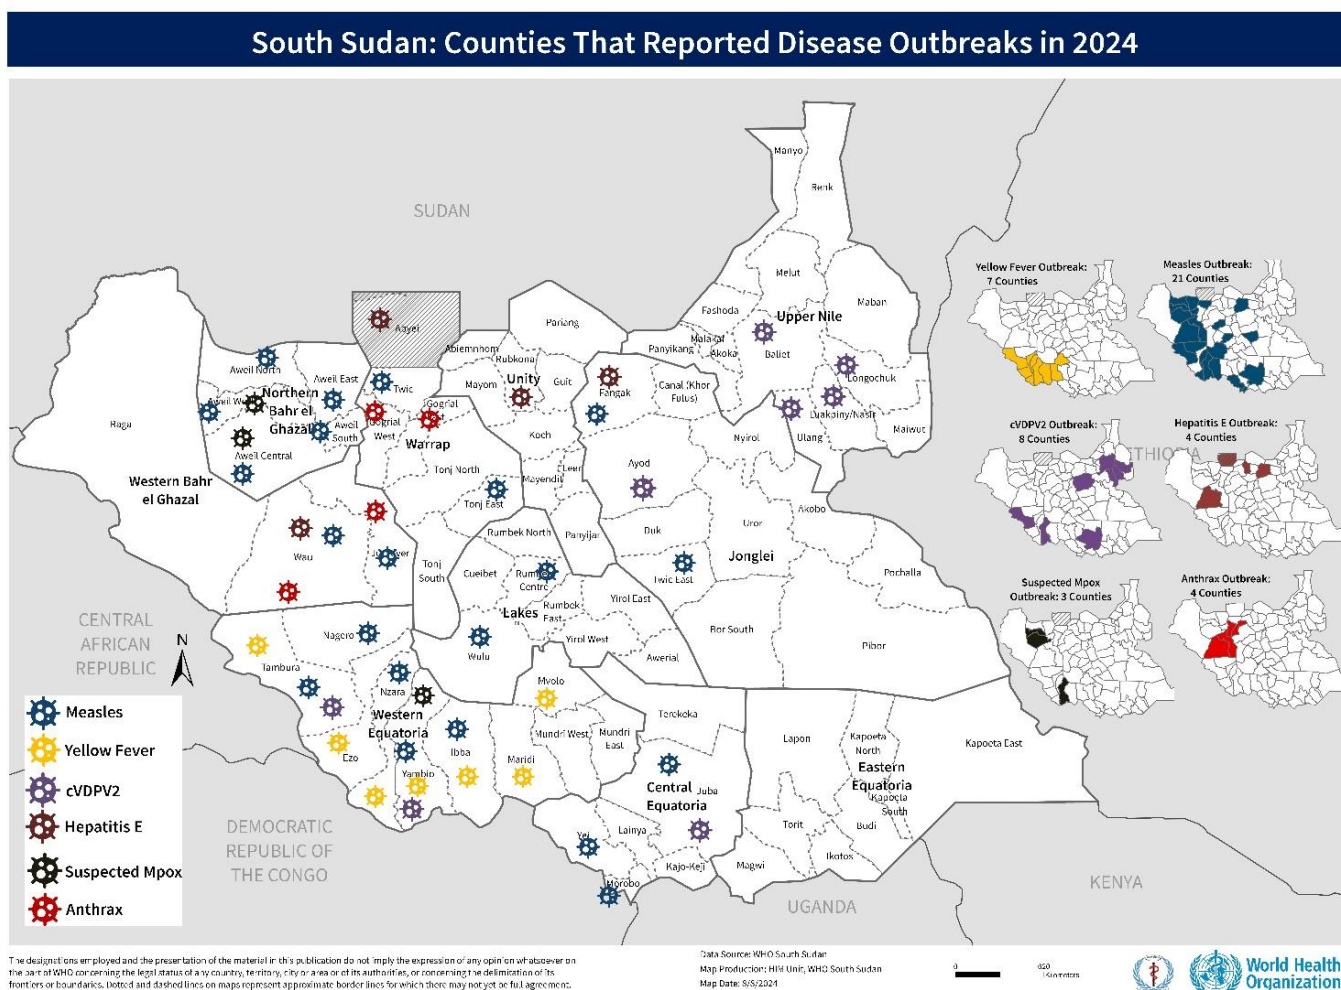 South Sudan: Counties That Reported Disease Outbreaks in 2024
SUDAN
Manyo
Renk
Melut
Maban
Fashoda
Upper Nile
Malakal
Panyikang
Akoka
Baliet
Longochuk
Luakpiny/Nasir
Ulang
Maiwut
Abyei
Pariang
Abiemnhom
Rubkona
Mayom
Unity
Guit
Fangak
Canal (Khor
Fulus)
Nyirol
Koch
Leer
Mayendit
Aweil North
Aweil East
Twic
Northern
Bahr el
Ghazal
Aweil
South
Aweil Central
Gogrial
West
Gogrial
Warrap
Raga
Western Bahr
el Ghazal
Tonj North
Tonj East
Ayod
Duk
Uror
Akobo
Jonglei
Pochalla
Rumbek North
Panyijar
Wau
Tonj
South
Cueibet
Centre
Lakes
Rumbek
East
Yirol East
Yirol West
Twic East
Bor South
Pibor
Awerial
Wulu
Nagero
Tambura
Nzara
Western
Equatoria
Ezo
Yambio
Ibba
Maridi
Mvolo
Mundri West
Mundri
East
Terekeka
Central
Equatoria
Juba
Yei
Lainya
Kajo-Keji
Morobo
Lapon
Kapoeta
North
Kapoeta East
Eastern
Equatoria
Kapoeta
South
Torit
Budi
Ikotos
Magwi
CENTRAL
AFRICAN
REPUBLIC
N
DEMOCRATIC
REPUBLIC OF
THE CONGO
UGANDA
KENYA
THIOPIA
Measles
Yellow Fever
cVDPV2
Hepatitis E
Suspected Mpox
Anthrax
Yellow Fever Outbreak:
7 Counties
Measles Outbreak:
21 Counties
cVDPV2 Outbreak:
8 Counties
Hepatitis E Outbreak:
4 Counties
Suspected Mpox
Outbreak: 3 Counties
Anthrax Outbreak:
4 Counties
The designations employed and the presentation of the material in this publication do not imply the expression of any opinion whatsoever on
the part of WHO concerning the legal status of any country, territory, city or area or of its authorities, or concerning the delimitation of its
frontiers or boundaries. Dotted and dashed lines on maps represent approximate border lines for which there may not yet be full agreement.
Data Source: WHO South Sudan
Map Production: HIM Unit, WHO South Sudan
Map Date: 8/8/2024
0
620
Kilometers
World Health
Organization